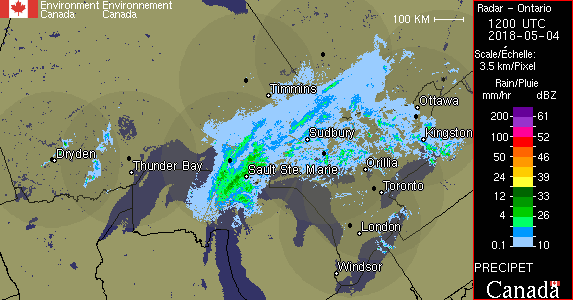 Environment Environnement
Canada Canada
100 KM
Timmins
Ottawa
Kingston
Sudbury
Dryden
Thunder Bay
Sault Ste. Marie
Orillia
Toronto
London
Windsor
Radar - Ontario
1200 UTC
2018-05-04
Scale/Échelle:
3.5 km/Pixel
Rain/Pluie
mm/hr dBZ
200 61
100 52
50 46
24 39
12 33
4 26
0.1 10
PRECIPET
Canada